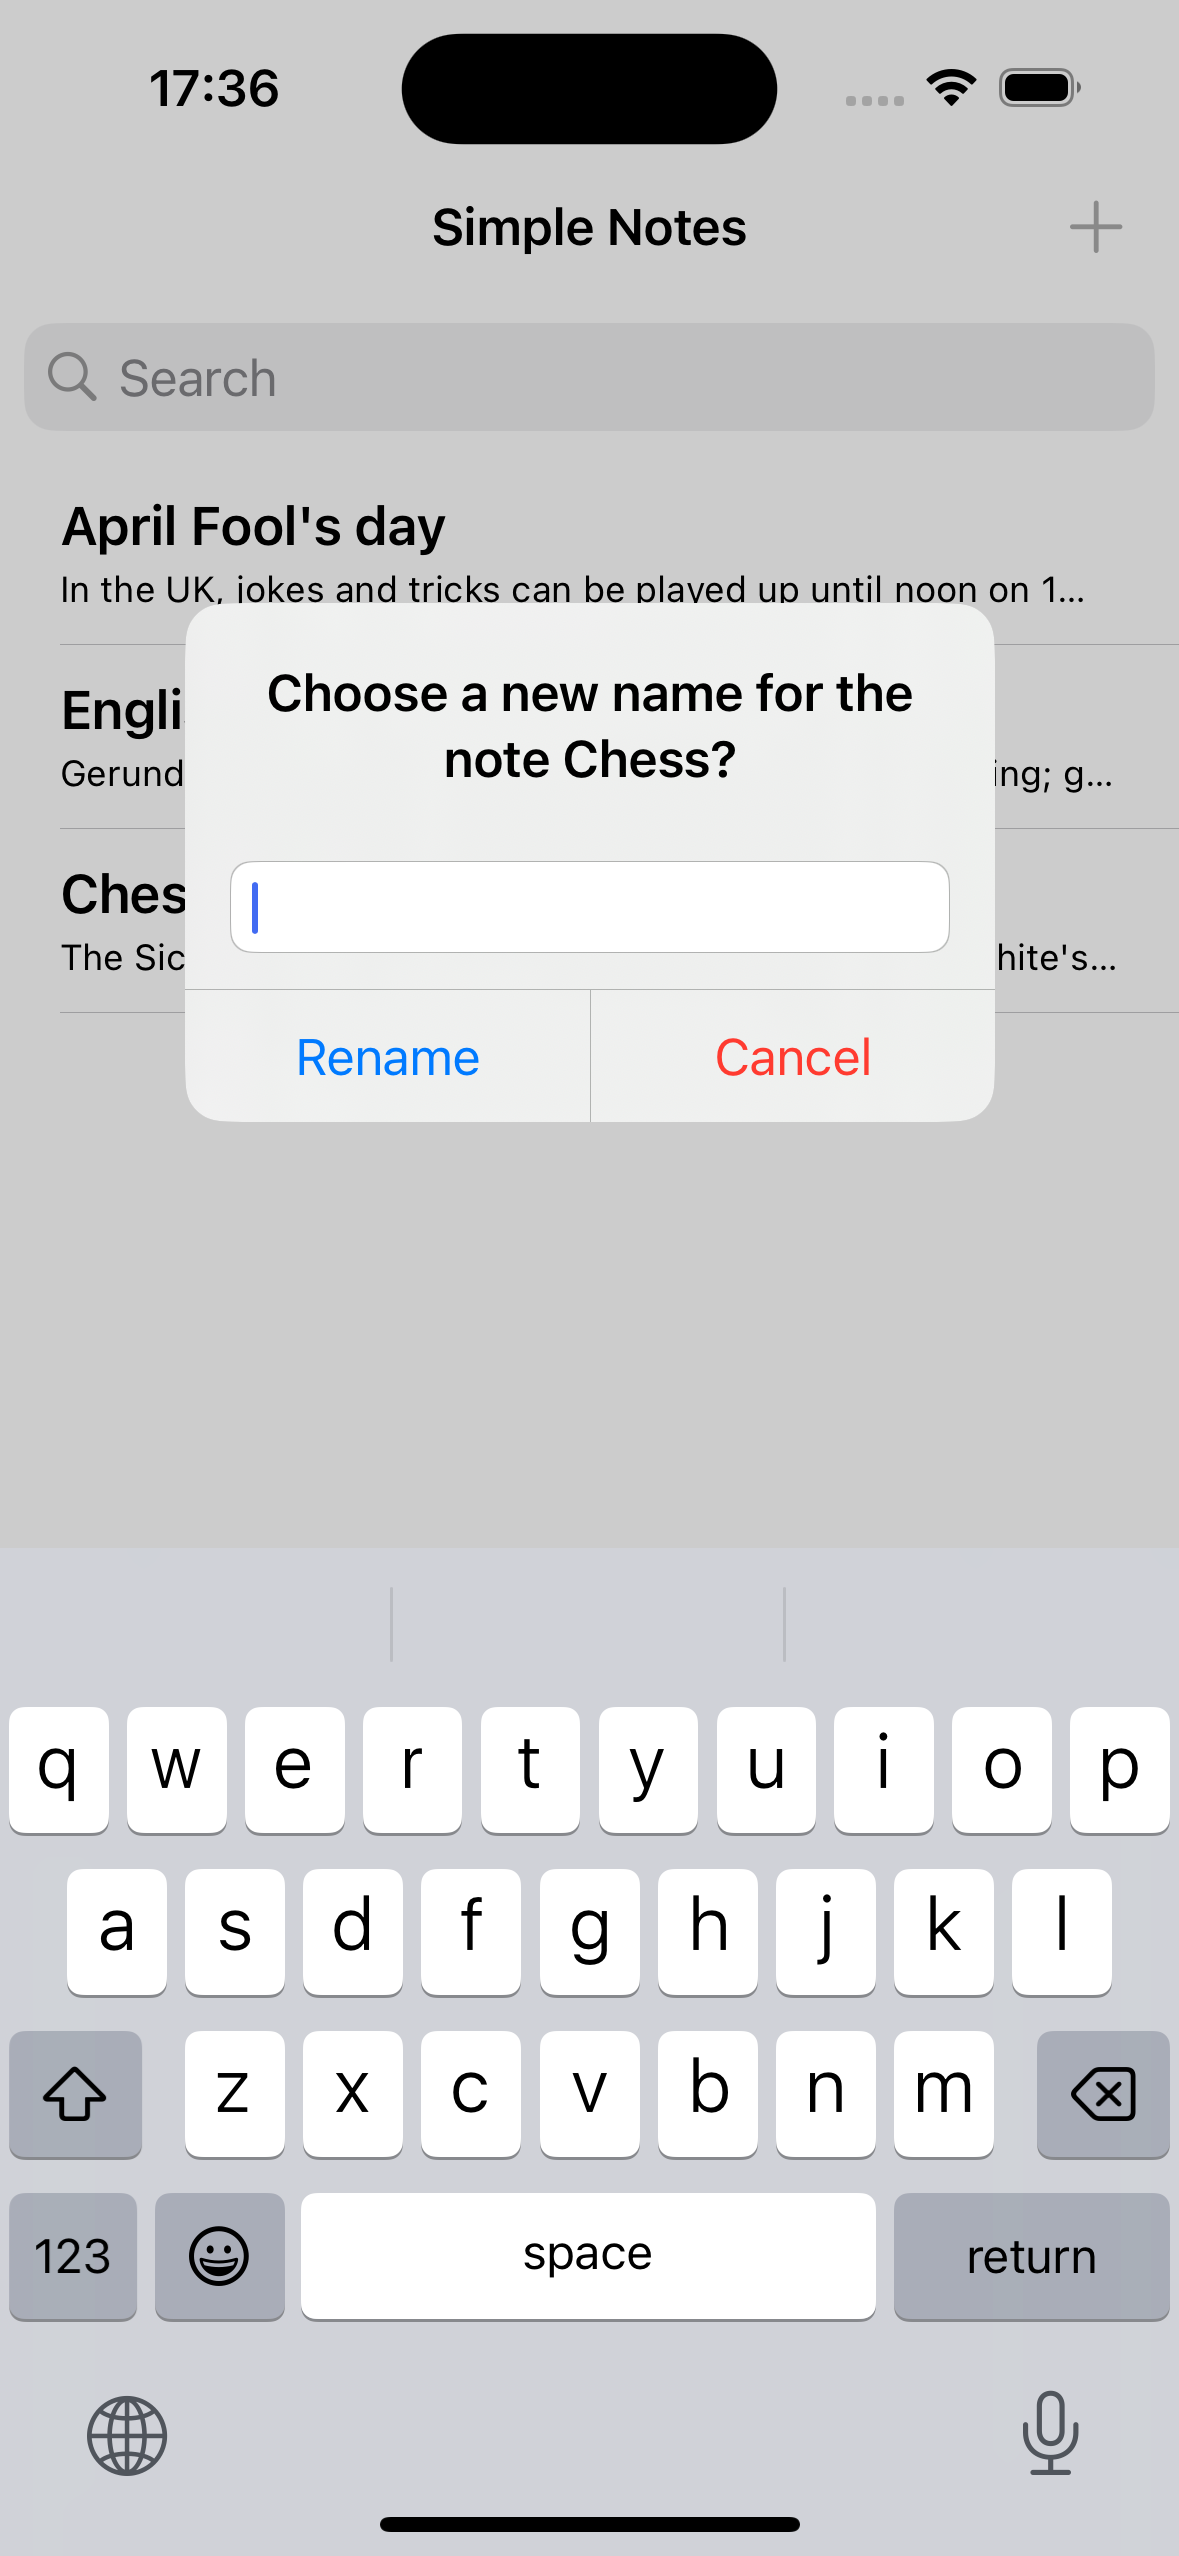 17:36
Simple Notes
Search
April Fool's day
In the UK, jokes and tricks can be played up until noon on 1...
Choose a new name for the
note Chess?
Gerund
ing; g...
Ches
The Sic
hite's...
Rename
Cancel
q w e r t y u i o p
a s d f g h j k l
z x c v b n m
123
space
return